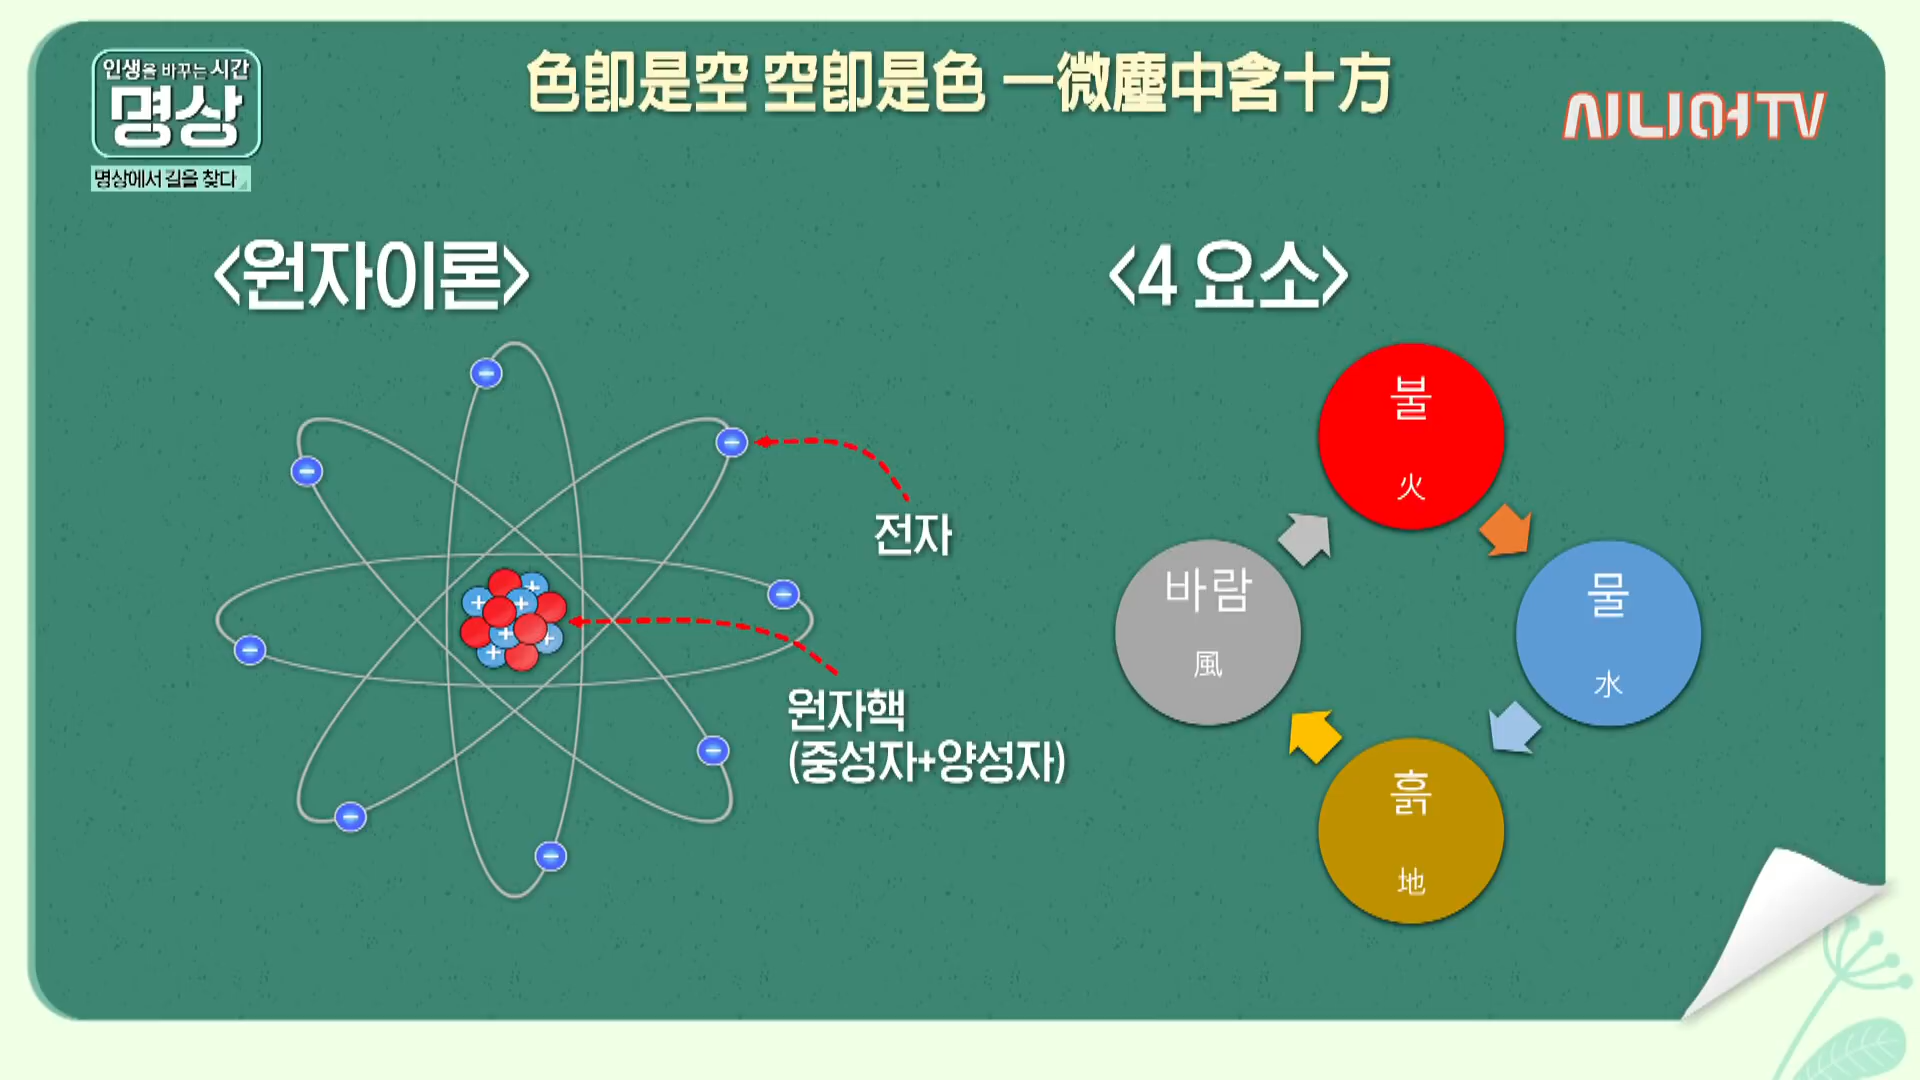 인생을 바꾸는 시간
명상
명상에서 길을 찾다
色卽是空 空卽是色 一微塵中含十方
시니어TV
<원자이론>
전자
원자핵
(중성자+양성자)
<4 요소>
불
火
물
水
흙
地
바람
風